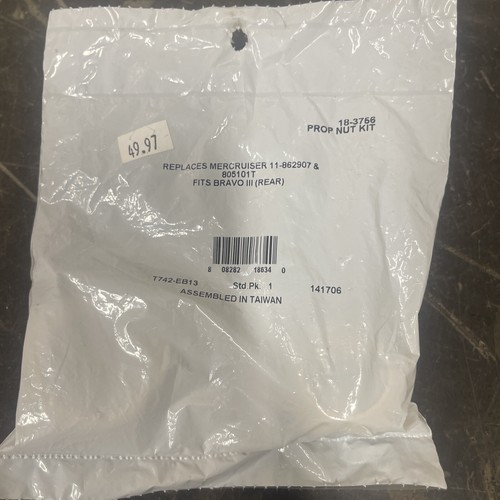 18-3756
PROP NUT KIT
49.97
REPLACES MERCRUISER 11-862907 &
805101T
FITS BRAVO III (REAR)
8 08282 18634 0
T742-EB13 Std.Pk. 1 141706
ASSEMBLED IN TAIWAN